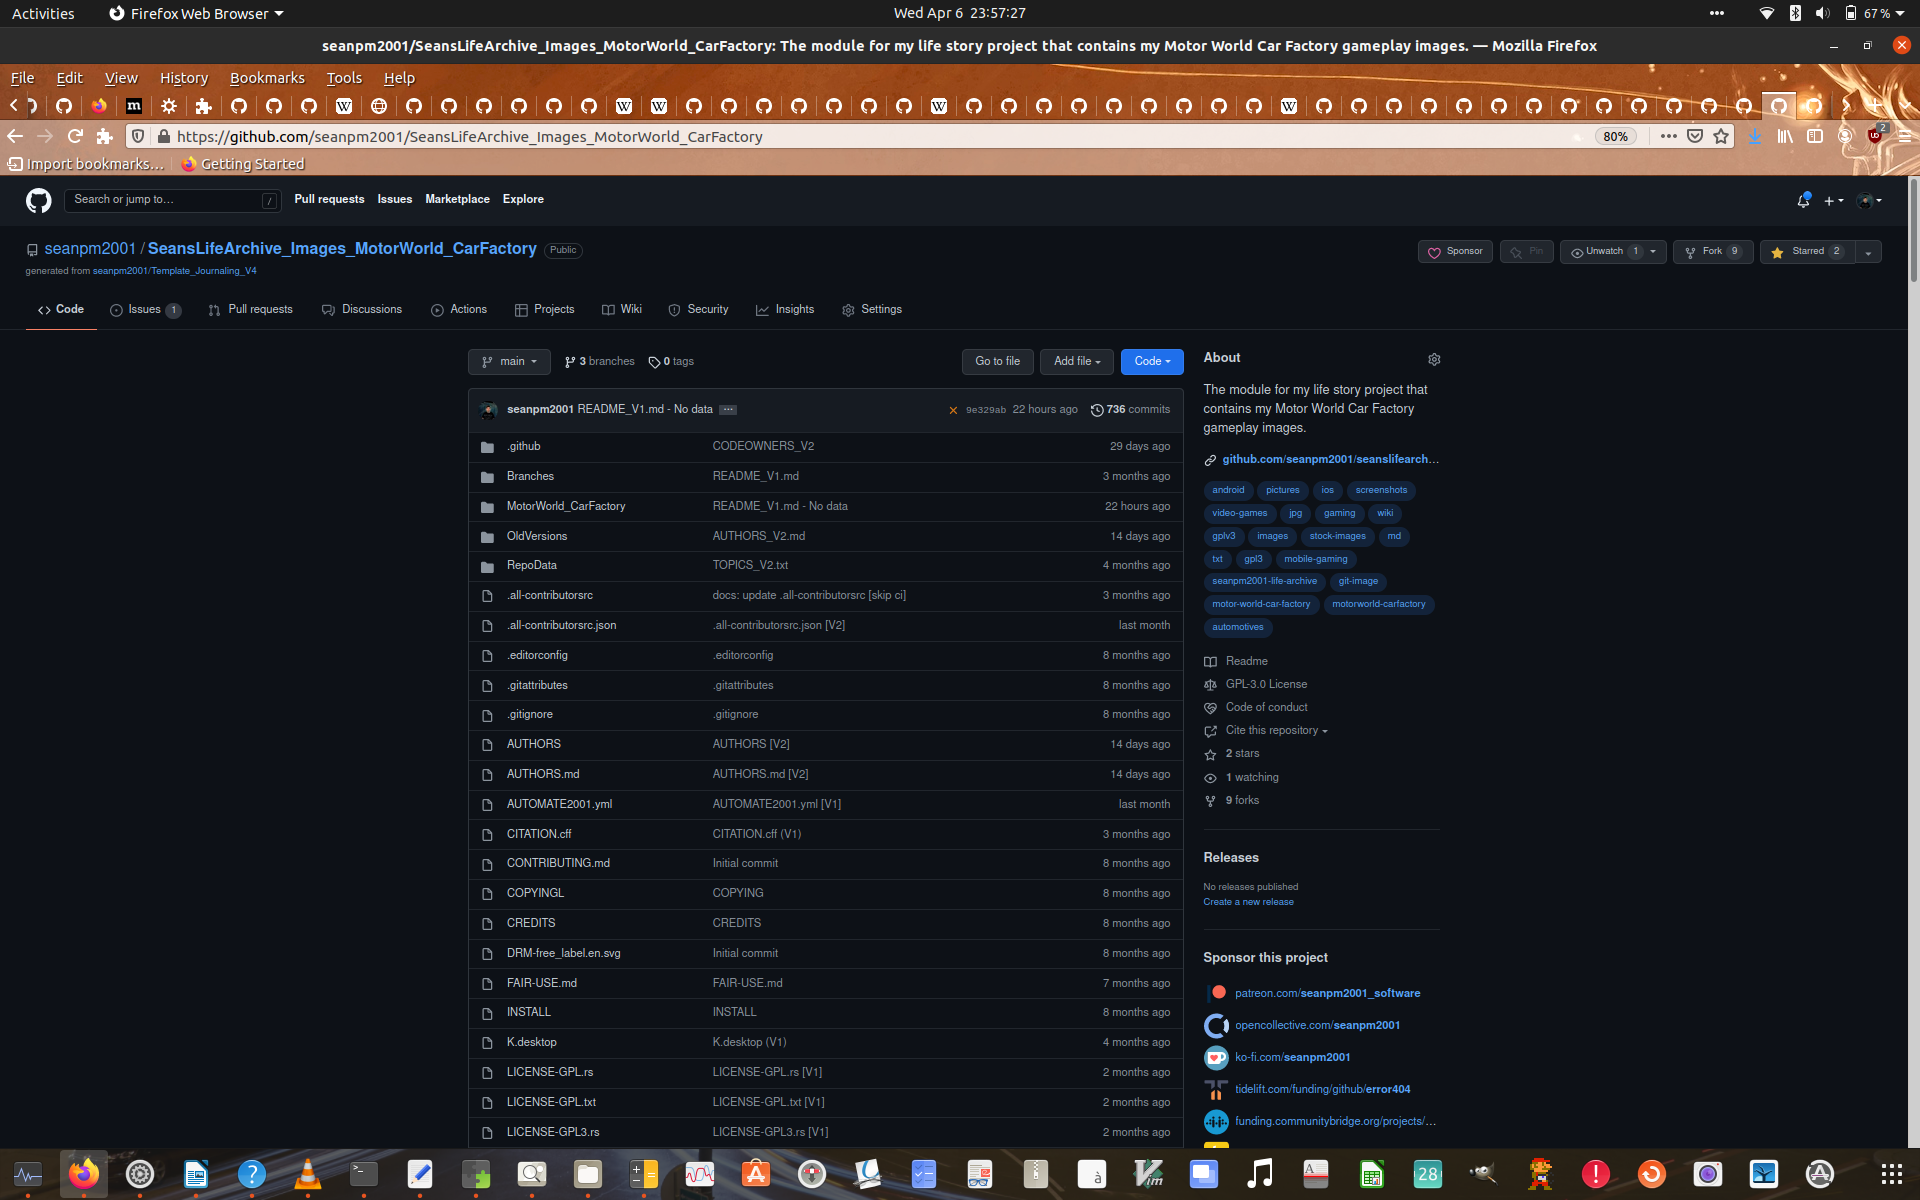 Activities Firefox Web Browser Wed Apr 6 23:57:27 67 %
seanpm2001/SeansLifeArchive_Images_MotorWorld_CarFactory: The module for my life story project that contains my Motor World Car Factory gameplay images. — Mozilla Firefox
File Edit View History Bookmarks Tools Help
https://github.com/seanpm2001/SeansLifeArchive_Images_MotorWorld_CarFactory 80% 2
Import bookmarks... Getting Started
Search or jump to... / Pull requests Issues Marketplace Explore
seanpm2001 / SeansLifeArchive_Images_MotorWorld_CarFactory Public Sponsor Pin Unwatch 1 Fork 9 Starred 2
generated from seanpm2001/Template_Journaling_V4
Code Issues 1 Pull requests Discussions Actions Projects Wiki Security Insights Settings
main 3 branches 0 tags Go to file Add file Code
seanpm2001 README_V1.md - No data ... 9e329ab 22 hours ago 736 commits
.github CODEOWNERS_V2 29 days ago
Branches README_V1.md 3 months ago
MotorWorld_CarFactory README_V1.md - No data 22 hours ago
OldVersions AUTHORS_V2.md 14 days ago
RepoData TOPICS_V2.txt 4 months ago
.all-contributorsrc docs: update .all-contributorsrc [skip ci] 3 months ago
.all-contributorsrc.json .all-contributorsrc.json [V2] last month
.editorconfig .editorconfig 8 months ago
.gitattributes .gitattributes 8 months ago
.gitignore .gitignore 8 months ago
AUTHORS AUTHORS [V2] 14 days ago
AUTHORS.md AUTHORS.md [V2] 14 days ago
AUTOMATE2001.yml AUTOMATE2001.yml [V1] last month
CITATION.cff CITATION.cff (V1) 3 months ago
CONTRIBUTING.md Initial commit 8 months ago
COPYINGL COPYING 8 months ago
CREDITS CREDITS 8 months ago
DRM-free_label.en.svg Initial commit 8 months ago
FAIR-USE.md FAIR-USE.md 7 months ago
INSTALL INSTALL 8 months ago
K.desktop K.desktop (V1) 4 months ago
LICENSE-GPL.rs LICENSE-GPL.rs [V1] 2 months ago
LICENSE-GPL.txt LICENSE-GPL.txt [V1] 2 months ago
LICENSE-GPL3.rs LICENSE-GPL3.rs [V1] 2 months ago
About
The module for my life story project that
contains my Motor World Car Factory
gameplay images.
github.com/seanpm2001/seanslifearch...
android pictures ios screenshots
video-games jpg gaming wiki
gplv3 images stock-images md
txt gpl3 mobile-gaming
seanpm2001-life-archive git-image
motor-world-car-factory motorworld-carfactory
automotives
Readme
GPL-3.0 License
Code of conduct
Cite this repository
2 stars
1 watching
9 forks
Releases
No releases published
Create a new release
Sponsor this project
patreon.com/seanpm2001_software
opencollective.com/seanpm2001
ko-fi.com/seanpm2001
tidelift.com/funding/github/error404
funding.communitybridge.org/projects/...
28